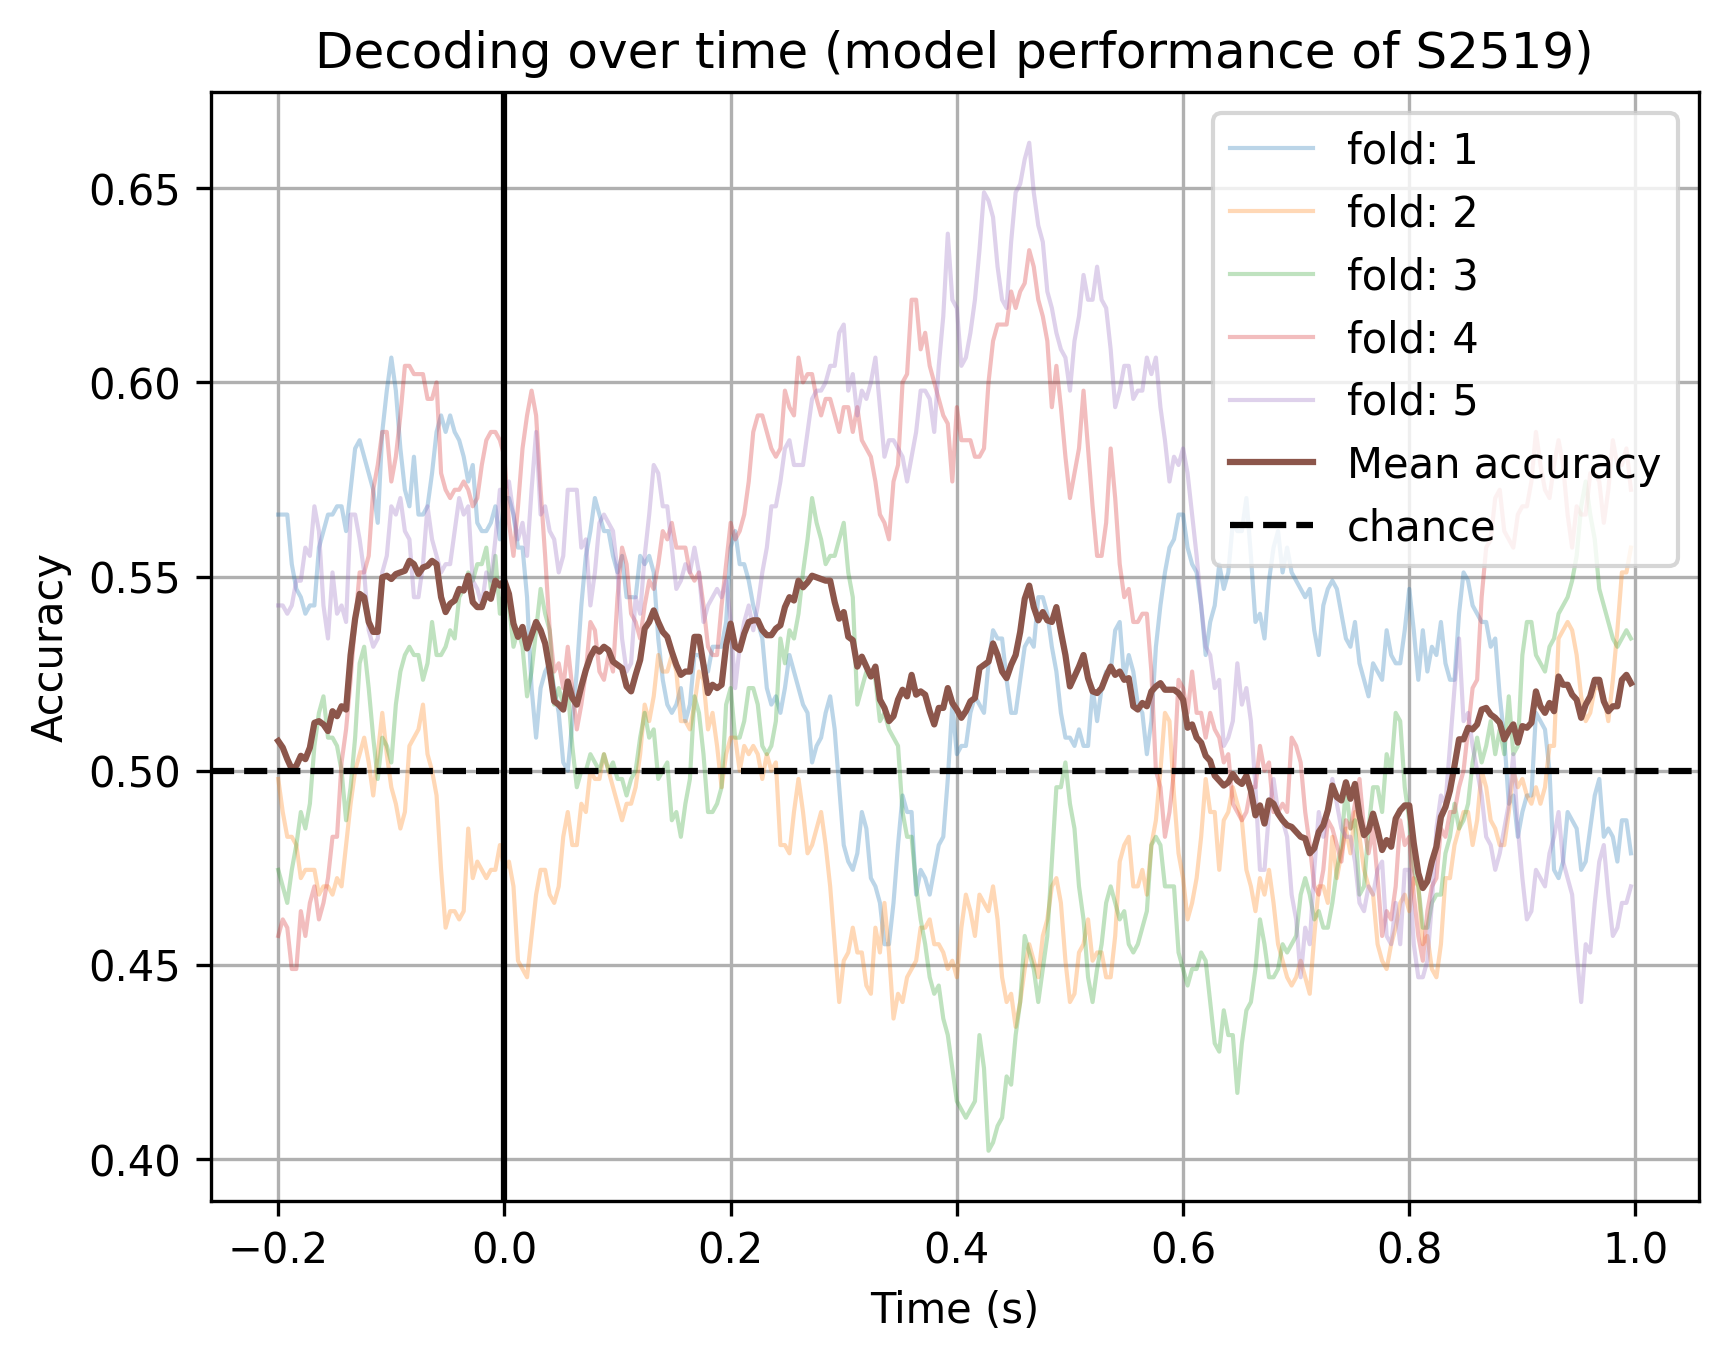 Decoding over time (model performance of S2519)
Accuracy
0.65
0.60
0.55
0.50
0.45
0.40
fold: 1
fold: 2
fold: 3
fold: 4
fold: 5
Mean accuracy
chance
−0.2
0.0
0.2
0.4
0.6
0.8
1.0
Time (s)